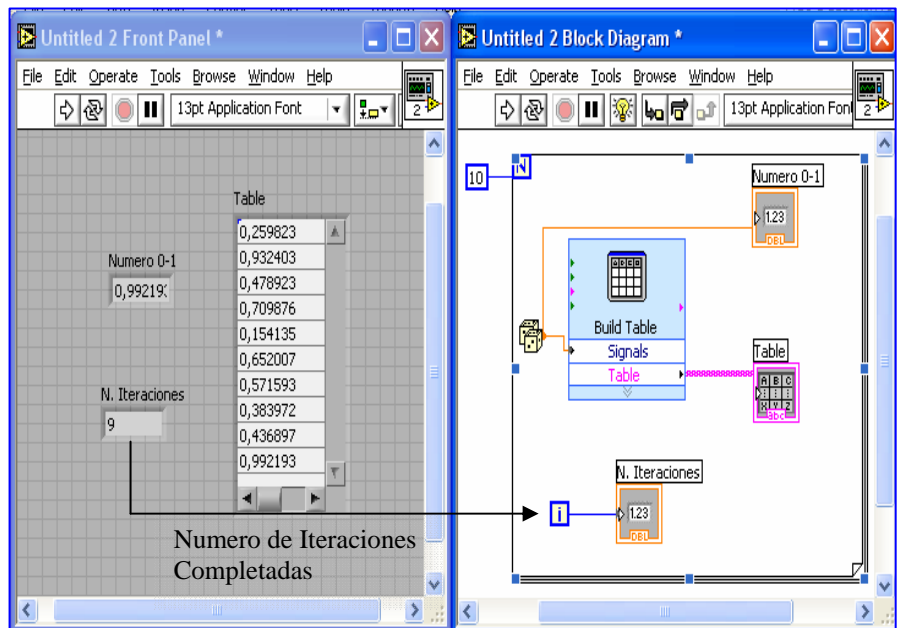 Untitled 2 Front Panel *
File Edit Operate Tools Browse Window Help
13pt Application Font
2
Table
0,259823
0,932403
0,478923
0,709876
0,154135
0,652007
0,571593
0,383972
0,436897
0,992193
Numero 0-1
0,99219
N. Iteraciones
9
Numero de Iteraciones
Completadas
Untitled 2 Block Diagram *
File Edit Operate Tools Browse Window Help
13pt Application Font
2
10
N
Numero 0-1
1.23
DBL
Build Table
Signals
Table
Table
A B C
X Y Z
abc
N. Iteraciones
i
1.23
DBL